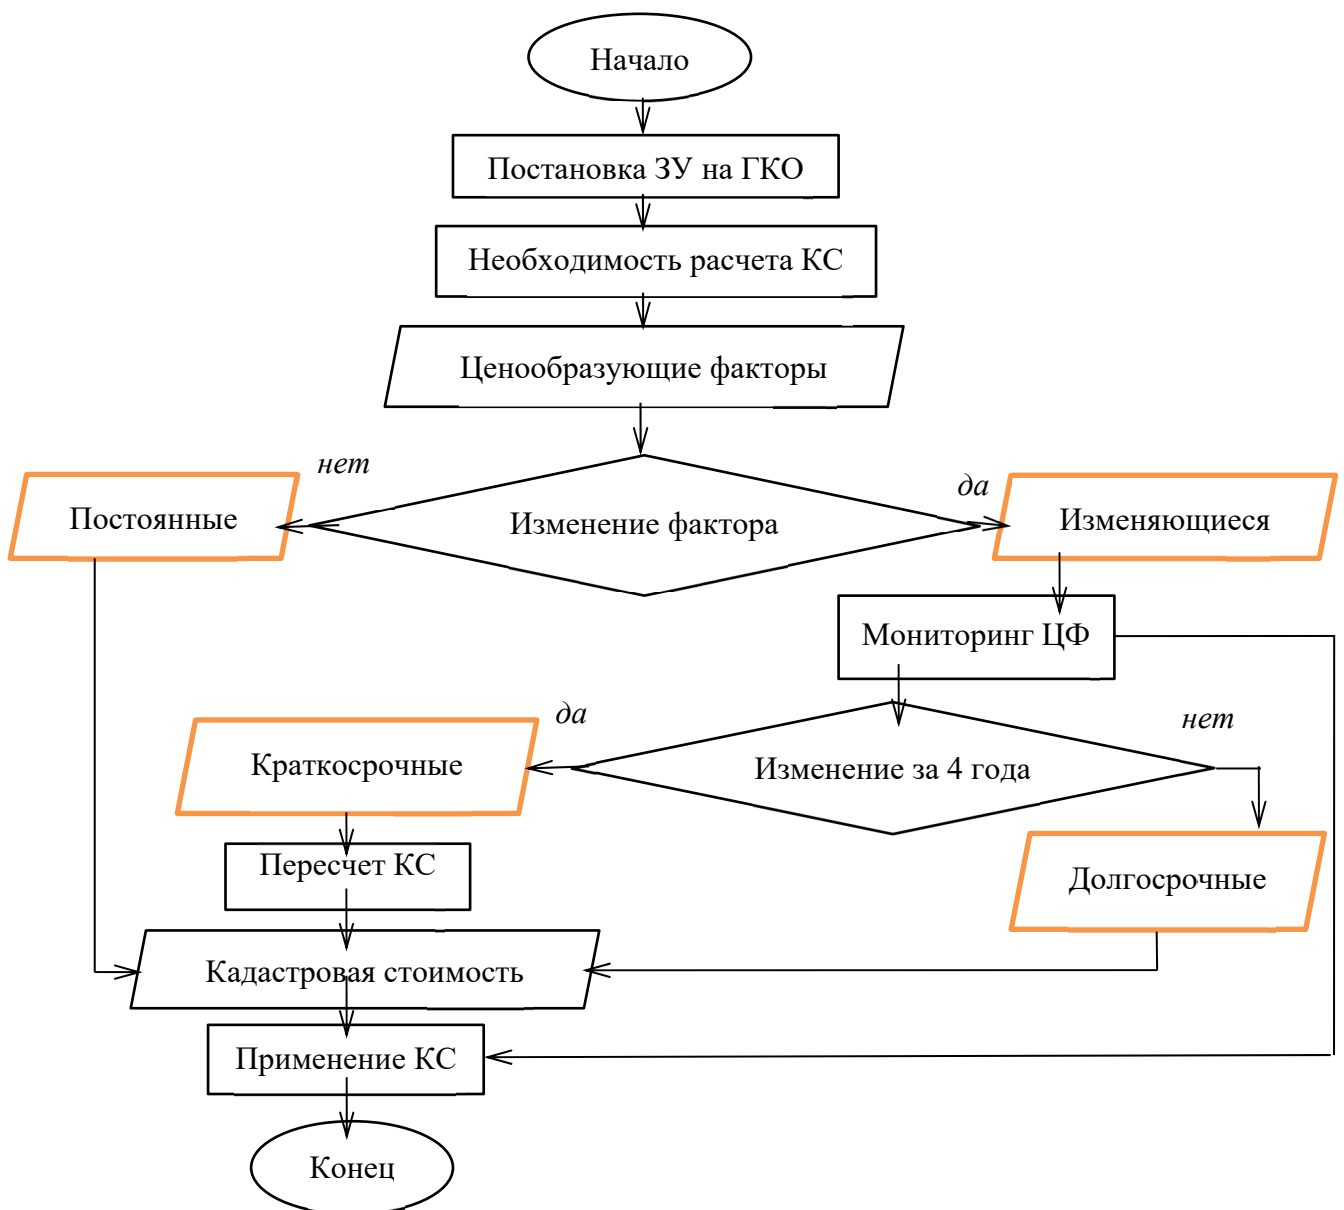 Начало
Постановка ЗУ на ГКО
Необходимость расчета КС
Ценообразующие факторы
нет
да
Постоянные
Изменение фактора
Изменяющиеся
Мониторинг ЦФ
да
нет
Краткосрочные
Изменение за 4 года
Пересчет КС
Долгосрочные
Кадастровая стоимость
Применение КС
Конец